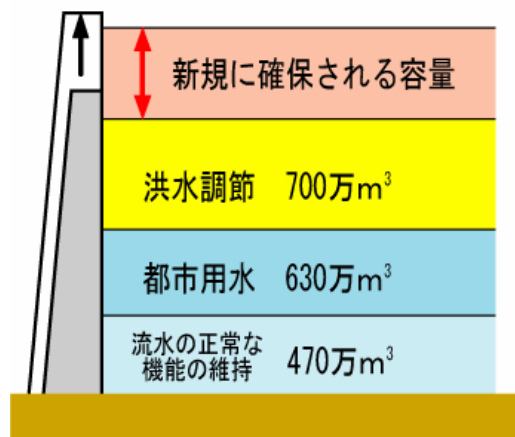 新規に確保される容量
洪水調節 700万m³
都市用水 630万m³
流水の正常な
機能の維持 470万m³